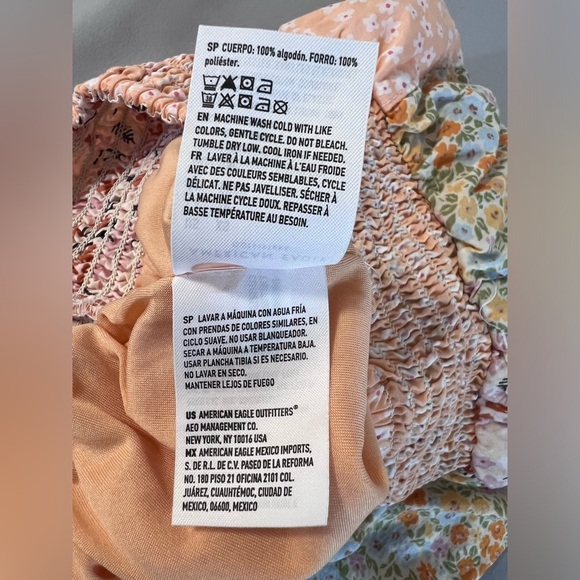 SP CUERPO: 100% algodón. FORRO: 100%
poliéster.
EN MACHINE WASH COLD WITH LIKE
COLORS, GENTLE CYCLE. DO NOT BLEACH.
TUMBLE DRY LOW. COOL IRON IF NEEDED.
FR LAVER À LA MACHINE À L'EAU FROIDE
AVEC DES COULEURS SEMBLABLES, CYCLE
DÉLICAT. NE PAS JAVELLISER. SÉCHER À
LA MACHINE CYCLE DOUX. REPASSER À
BASSE TEMPÉRATURE AU BESOIN.
AMERICAN EAGLE
SP LAVAR A MÁQUINA CON AGUA FRÍA
CON PRENDAS DE COLORES SIMILARES, EN
CICLO SUAVE. NO USAR BLANQUEADOR.
SECAR A MÁQUINA A TEMPERATURA BAJA.
USAR PLANCHA TIBIA SI ES NECESARIO.
NO LAVAR EN SECO.
MANTENER LEJOS DE FUEGO
US AMERICAN EAGLE OUTFITTERS®
AEO MANAGEMENT CO.
NEW YORK, NY 10016 USA
MX AMERICAN EAGLE MEXICO IMPORTS,
S. DE R.L. DE C.V. PASEO DE LA REFORMA
NO. 180 PISO 21 OFICINA 2101 COL.
JUÁREZ, CUAUHTÉMOC, CIUDAD DE
MEXICO, 06600, MEXICO